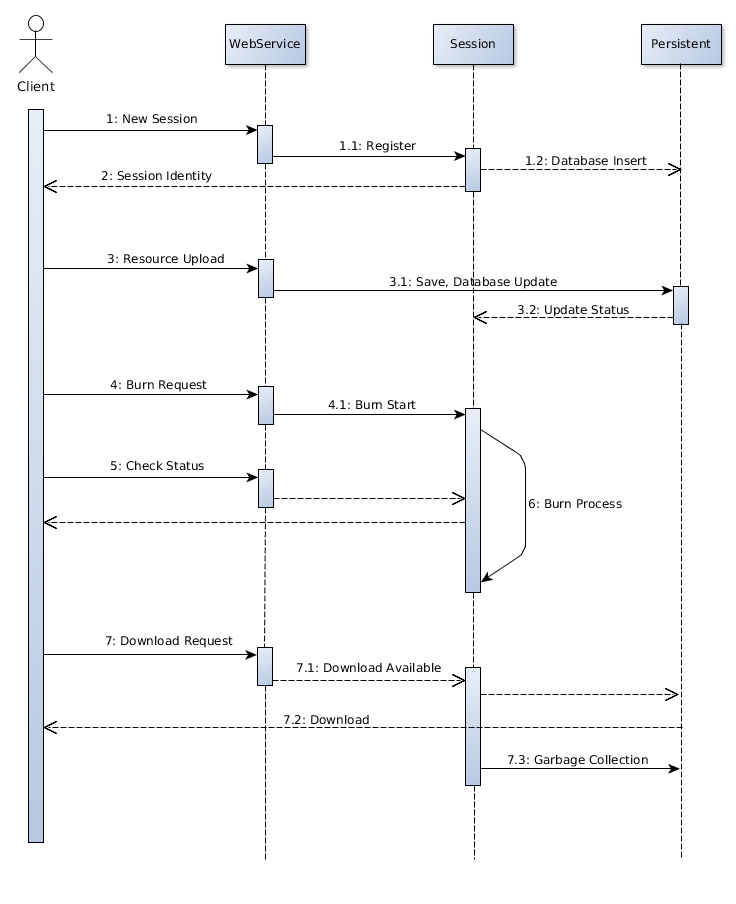 WebService
Session
Persistent
Client
1: New Session
1.1: Register
1.2: Database Insert
2: Session Identity
3: Resource Upload
3.1: Save, Database Update
3.2: Update Status
4: Burn Request
4.1: Burn Start
5: Check Status
6: Burn Process
7: Download Request
7.1: Download Available
7.2: Download
7.3: Garbage Collection